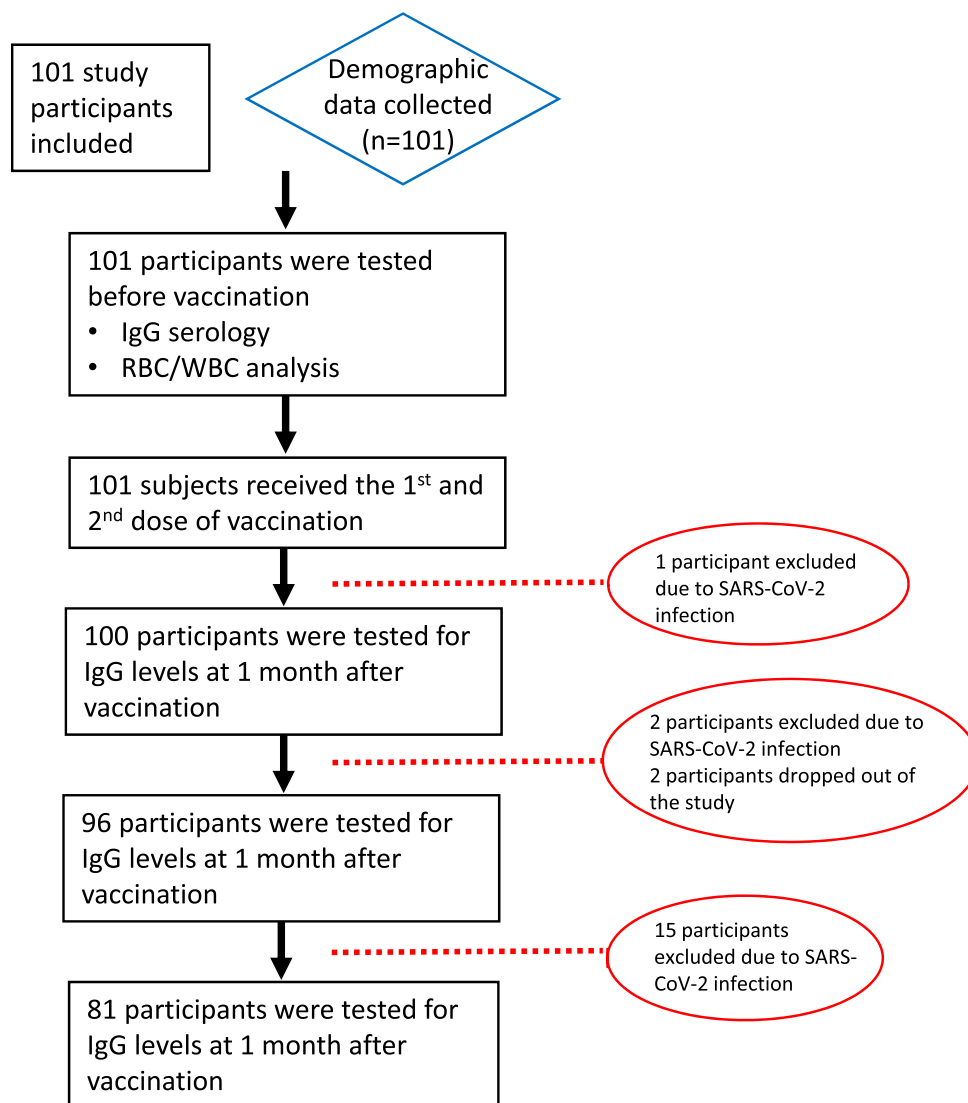 101 study
participants
included
Demographic
data collected
(n=101)
101 participants were tested
before vaccination
• IgG serology
• RBC/WBC analysis
101 subjects received the 1st and
2nd dose of vaccination
1 participant excluded
due to SARS-CoV-2
infection
100 participants were tested for
IgG levels at 1 month after
vaccination
2 participants excluded due to
SARS-CoV-2 infection
2 participants dropped out of
the study
96 participants were tested for
IgG levels at 1 month after
vaccination
15 participants
excluded due to SARS-
CoV-2 infection
81 participants were tested for
IgG levels at 1 month after
vaccination